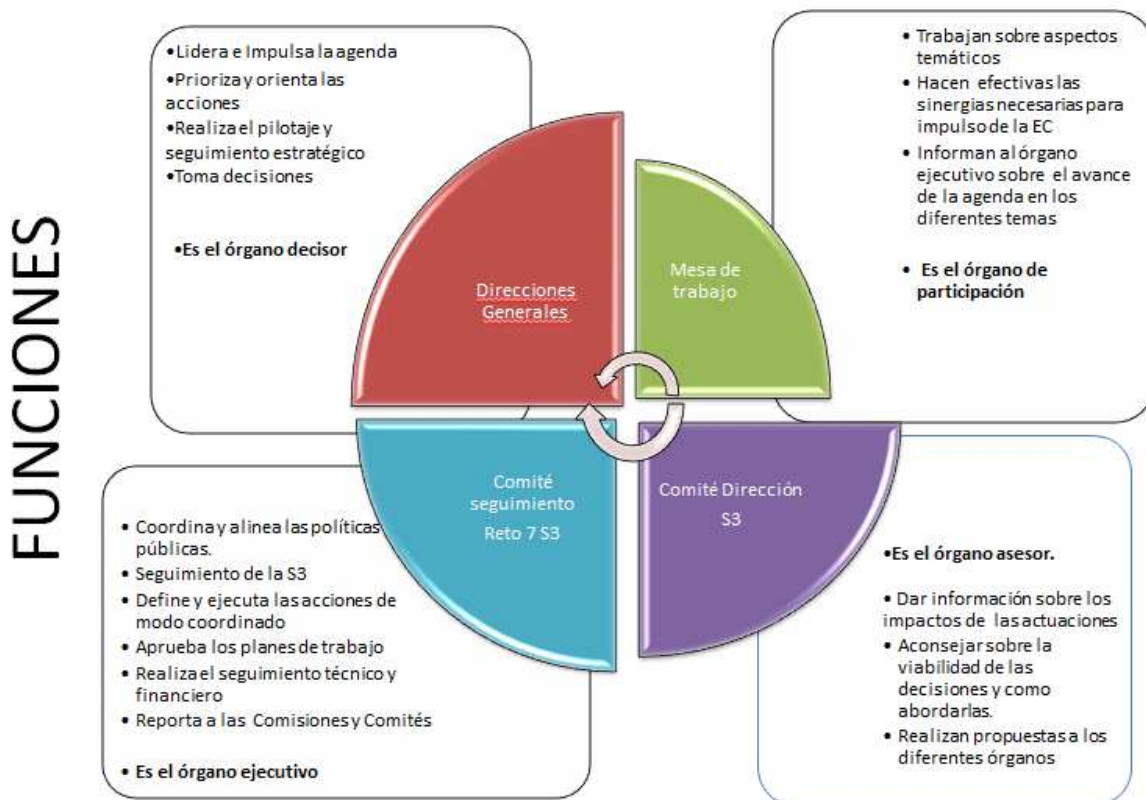 FUNCIONES
•Lidera e Impulsa la agenda
•Prioriza y orienta las
acciones
•Realiza el pilotaje y
seguimiento estratégico
•Toma decisiones
•Es el órgano decisor
• Trabajan sobre aspectos
temáticos
• Hacen efectivas las
sinergias necesarias para
impulso de la EC
• Informan al órgano
ejecutivo sobre el avance
de la agenda en los
diferentes temas
• Es el órgano de
participación
Direcciones
Generales
Mesa de
trabajo
Comité
seguimiento
Reto 7 S3
Comité Dirección
S3
• Coordina y alinea las políticas
públicas.
• Seguimiento de la S3
• Define y ejecuta las acciones de
modo coordinado
• Aprueba los planes de trabajo
• Realiza el seguimiento técnico y
financiero
• Reporta a las Comisiones y Comités
• Es el órgano ejecutivo
•Es el órgano asesor.
• Dar información sobre los
impactos de las actuaciones
• Aconsejar sobre la
viabilidad de las
decisiones y como
abordarlas.
• Realizan propuestas a los
diferentes órganos